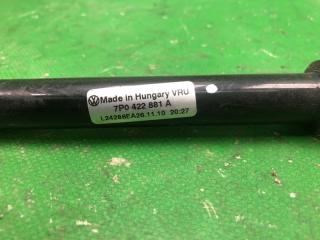 Made in Hungary VRU
7P0 422 881 A
L24286EA26.11.10 20:27